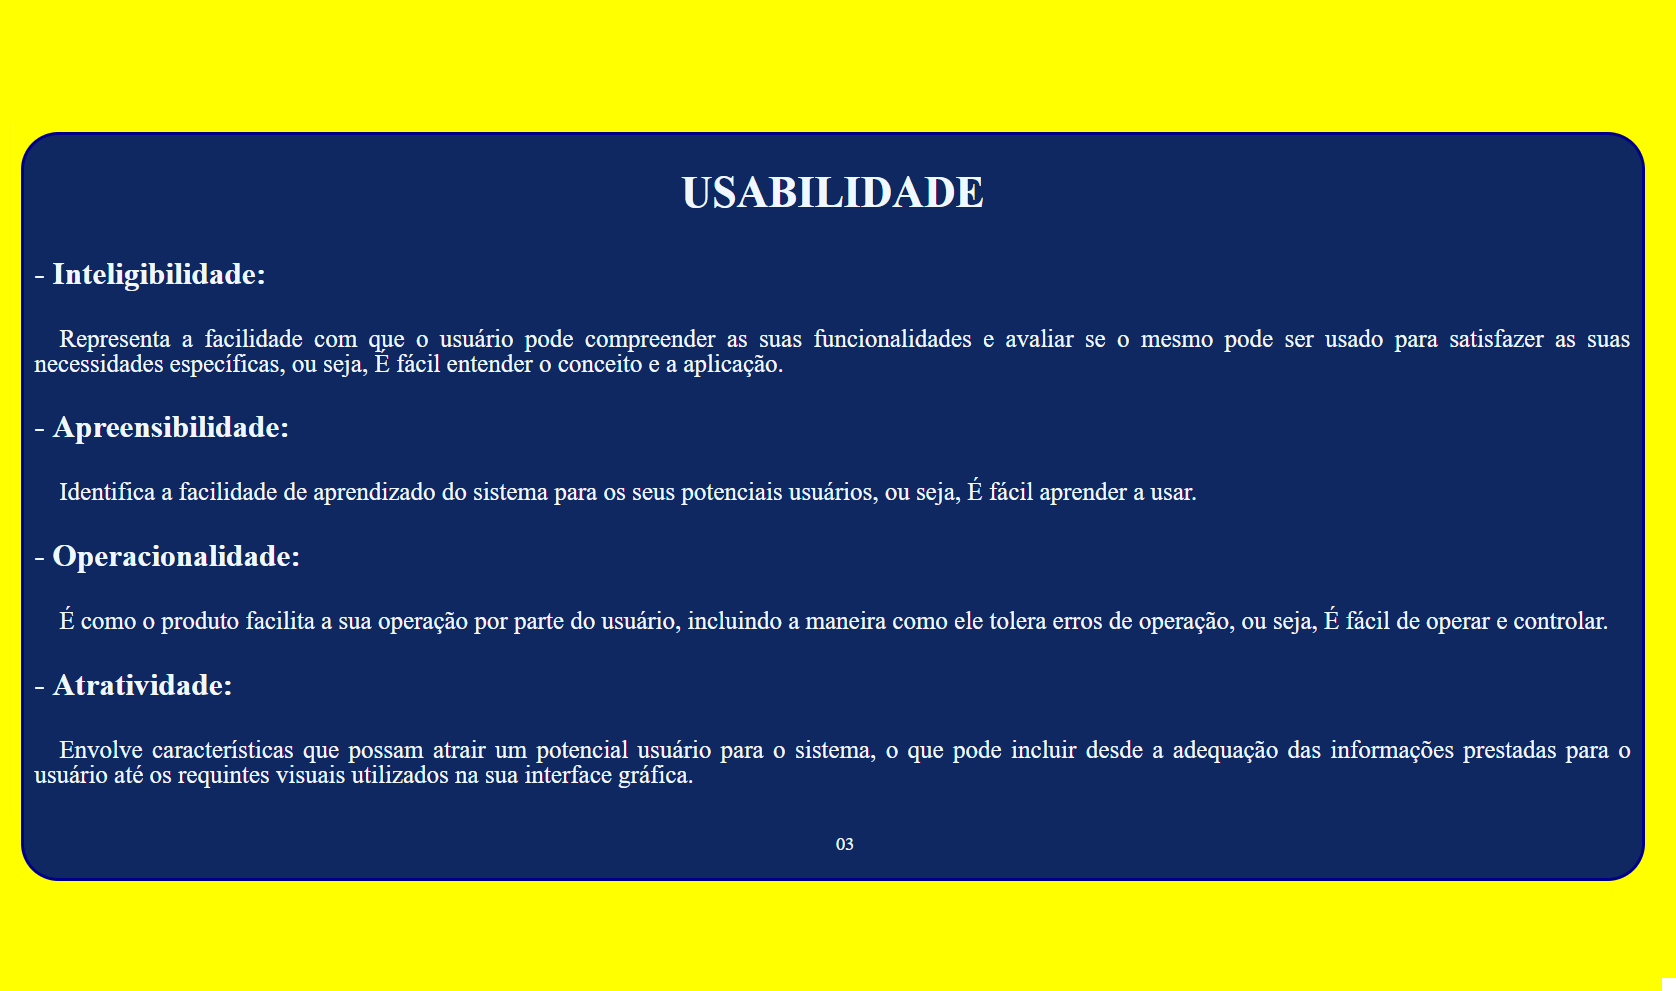 USABILIDADE
- Inteligibilidade:
Representa a facilidade com que o usuário pode compreender as suas funcionalidades e avaliar se o mesmo pode ser usado para satisfazer as suas
necessidades específicas, ou seja, É fácil entender o conceito e a aplicação.
- Apreensibilidade:
Identifica a facilidade de aprendizado do sistema para os seus potenciais usuários, ou seja, É fácil aprender a usar.
- Operacionalidade:
É como o produto facilita a sua operação por parte do usuário, incluindo a maneira como ele tolera erros de operação, ou seja, É fácil de operar e controlar.
- Atratividade:
Envolve características que possam atrair um potencial usuário para o sistema, o que pode incluir desde a adequação das informações prestadas para o
usuário até os requintes visuais utilizados na sua interface gráfica.
03